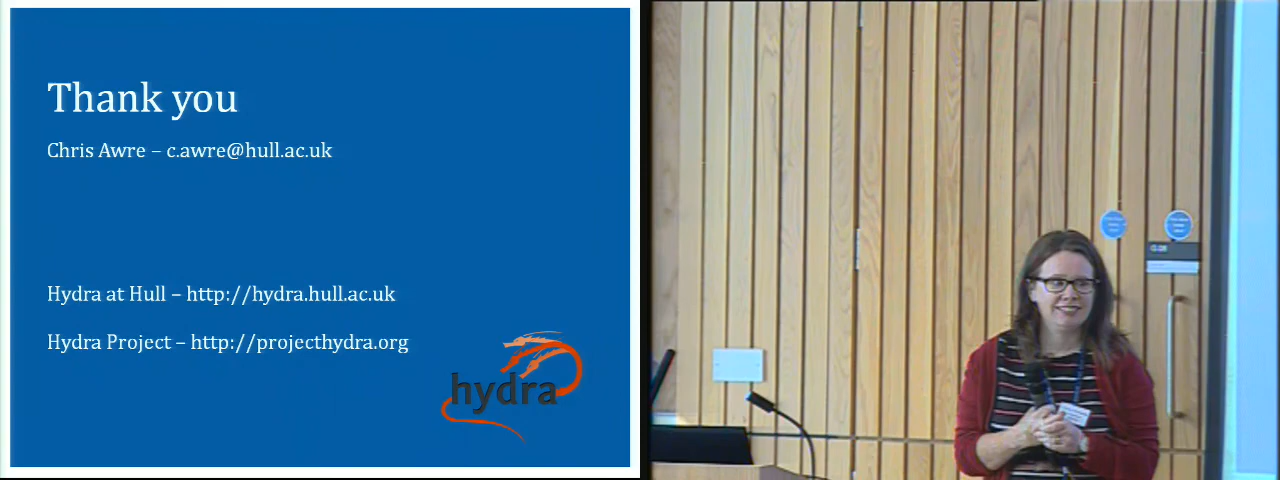 Thank you
Chris Awre – c.awre@hull.ac.uk
Hydra at Hull – http://hydra.hull.ac.uk
Hydra Project – http://projecthydra.org
hydra